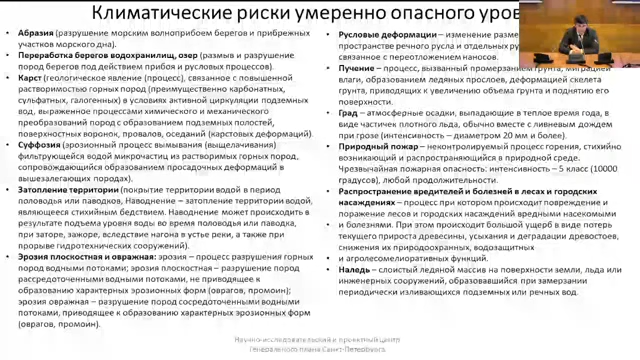 Климатические риски умеренно опасного уров
• Абразия (разрушение морским волноприбоем берегов и прибрежных
участков морского дна).
• Переработка берегов водохранилищ, озер (размыв и разрушение
пород берегов под действием прибоя и русловых процессов).
• Карст (геологическое явление (процесс), связанное с повышенной
растворимостью горных пород (преимущественно карбонатных,
сульфатных, галогенных) в условиях активной циркуляции подземных
вод, выраженное процессами химического и механического
преобразований пород с образованием подземных полостей,
поверхностных воронок, провалов, оседаний (карстовых деформаций).
• Суффозия (эрозионный процесс вымывания (выщелачивания)
фильтрующейся водой микрочастиц из растворимых горных пород,
сопровождающийся образованием просадочных деформаций в
вышезалегающих породах).
• Затопление территории (покрытие территории водой в период
половодья или паводков, Наводнение – затопление территории водой,
являющееся стихийным бедствием. Наводнение может происходить в
результате подъема уровня воды во время половодья или паводка,
при заторе, зажоре, вследствие нагона в устье реки, а также при
прорыве гидротехнических сооружений).
• Эрозия плоскостная и овражная: эрозия – процесс разрушения горных
пород водными потоками; эрозия плоскостная – разрушение пород
рассредоточенными водными потоками, не приводящее к
образованию характерных эрозионных форм (оврагов, промоин);
эрозия овражная – разрушение пород сосредоточенными водными
потоками, приводящее к образованию характерных эрозионных форм
(оврагов, промоин).
• Русловые деформации – изменение разме
пространстве речного русла и отдельных ру
связанное с переотложением наносов.
• Пучение – процесс, вызванный промерзанием грунта, миграцией
влаги, образованием ледяных прослоев, деформацией скелета
грунта, приводящих к увеличению объема грунта и поднятию его
поверхности.
• Град – атмосферные осадки, выпадающие в теплое время года, в
виде частичек плотного льда, обычно вместе с ливневым дождем
при грозе (интенсивность – диаметром 20 мм и более).
• Природный пожар – неконтролируемый процесс горения, стихийно
возникающий и распространяющийся в природной среде.
Чрезвычайная пожарная опасность: интенсивность – 5 класс (10000
градусов), любой продолжительности.
• Распространение вредителей и болезней в лесах и городских
насаждениях – процесс при котором происходит повреждение и
поражение лесов и городских насаждений вредными насекомыми
• и болезнями. При этом происходит большой ущерб в виде потерь
текущего прироста древесины, усыхания и деградации древостоев,
снижения их природоохранных, водозащитных
• и агролесомелиоративных функций.
• Наледь – слоистый ледяной массив на поверхности земли, льда или
инженерных сооружений, образовавшийся при замерзании
периодически изливающихся подземных или речных вод.
Научно-исследовательский и проектный центр
Генерального плана Санкт-Петербурга